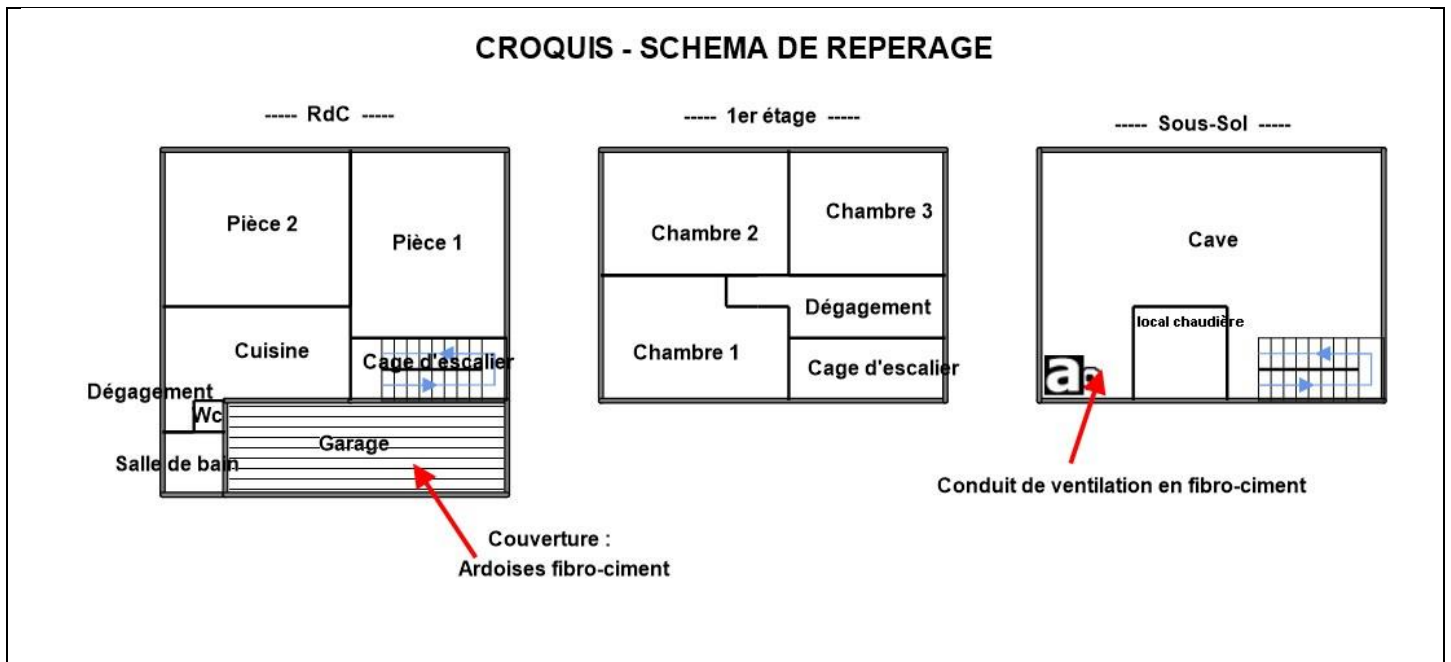 CROQUIS - SCHEMA DE REPERAGE
----- RdC -----
Pièce 2
Pièce 1
Cuisine
Cage d'escalier
Dégagement
Wc
Garage
Salle de bain
Couverture :
Ardoises fibro-ciment
----- 1er étage -----
Chambre 2
Chambre 3
Dégagement
Chambre 1
Cage d'escalier
----- Sous-Sol -----
Cave
local chaudière
a
Conduit de ventilation en fibro-ciment